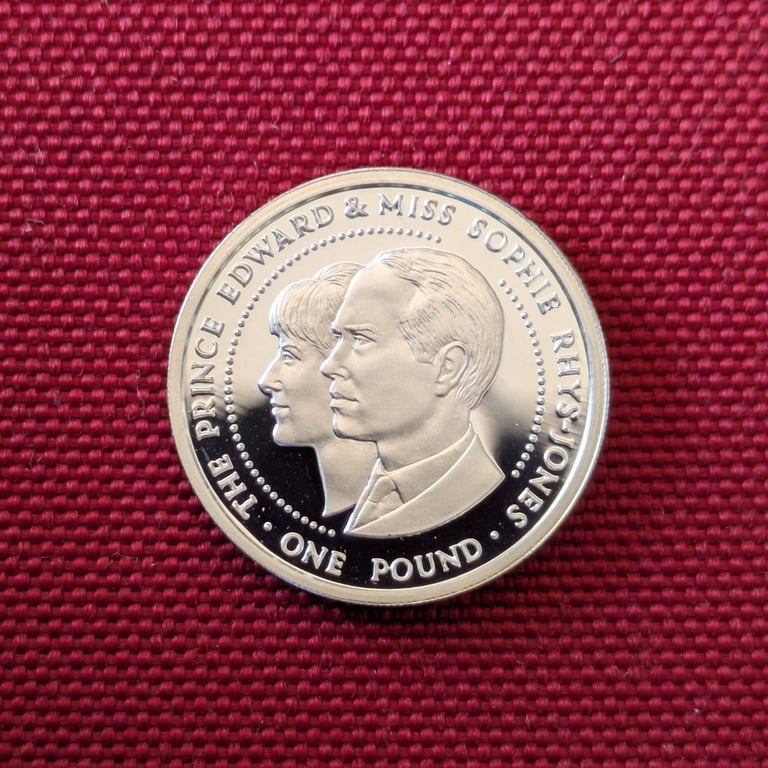 THE PRINCE EDWARD & MISS SOPHIE RHYS-JONES
· ONE POUND ·